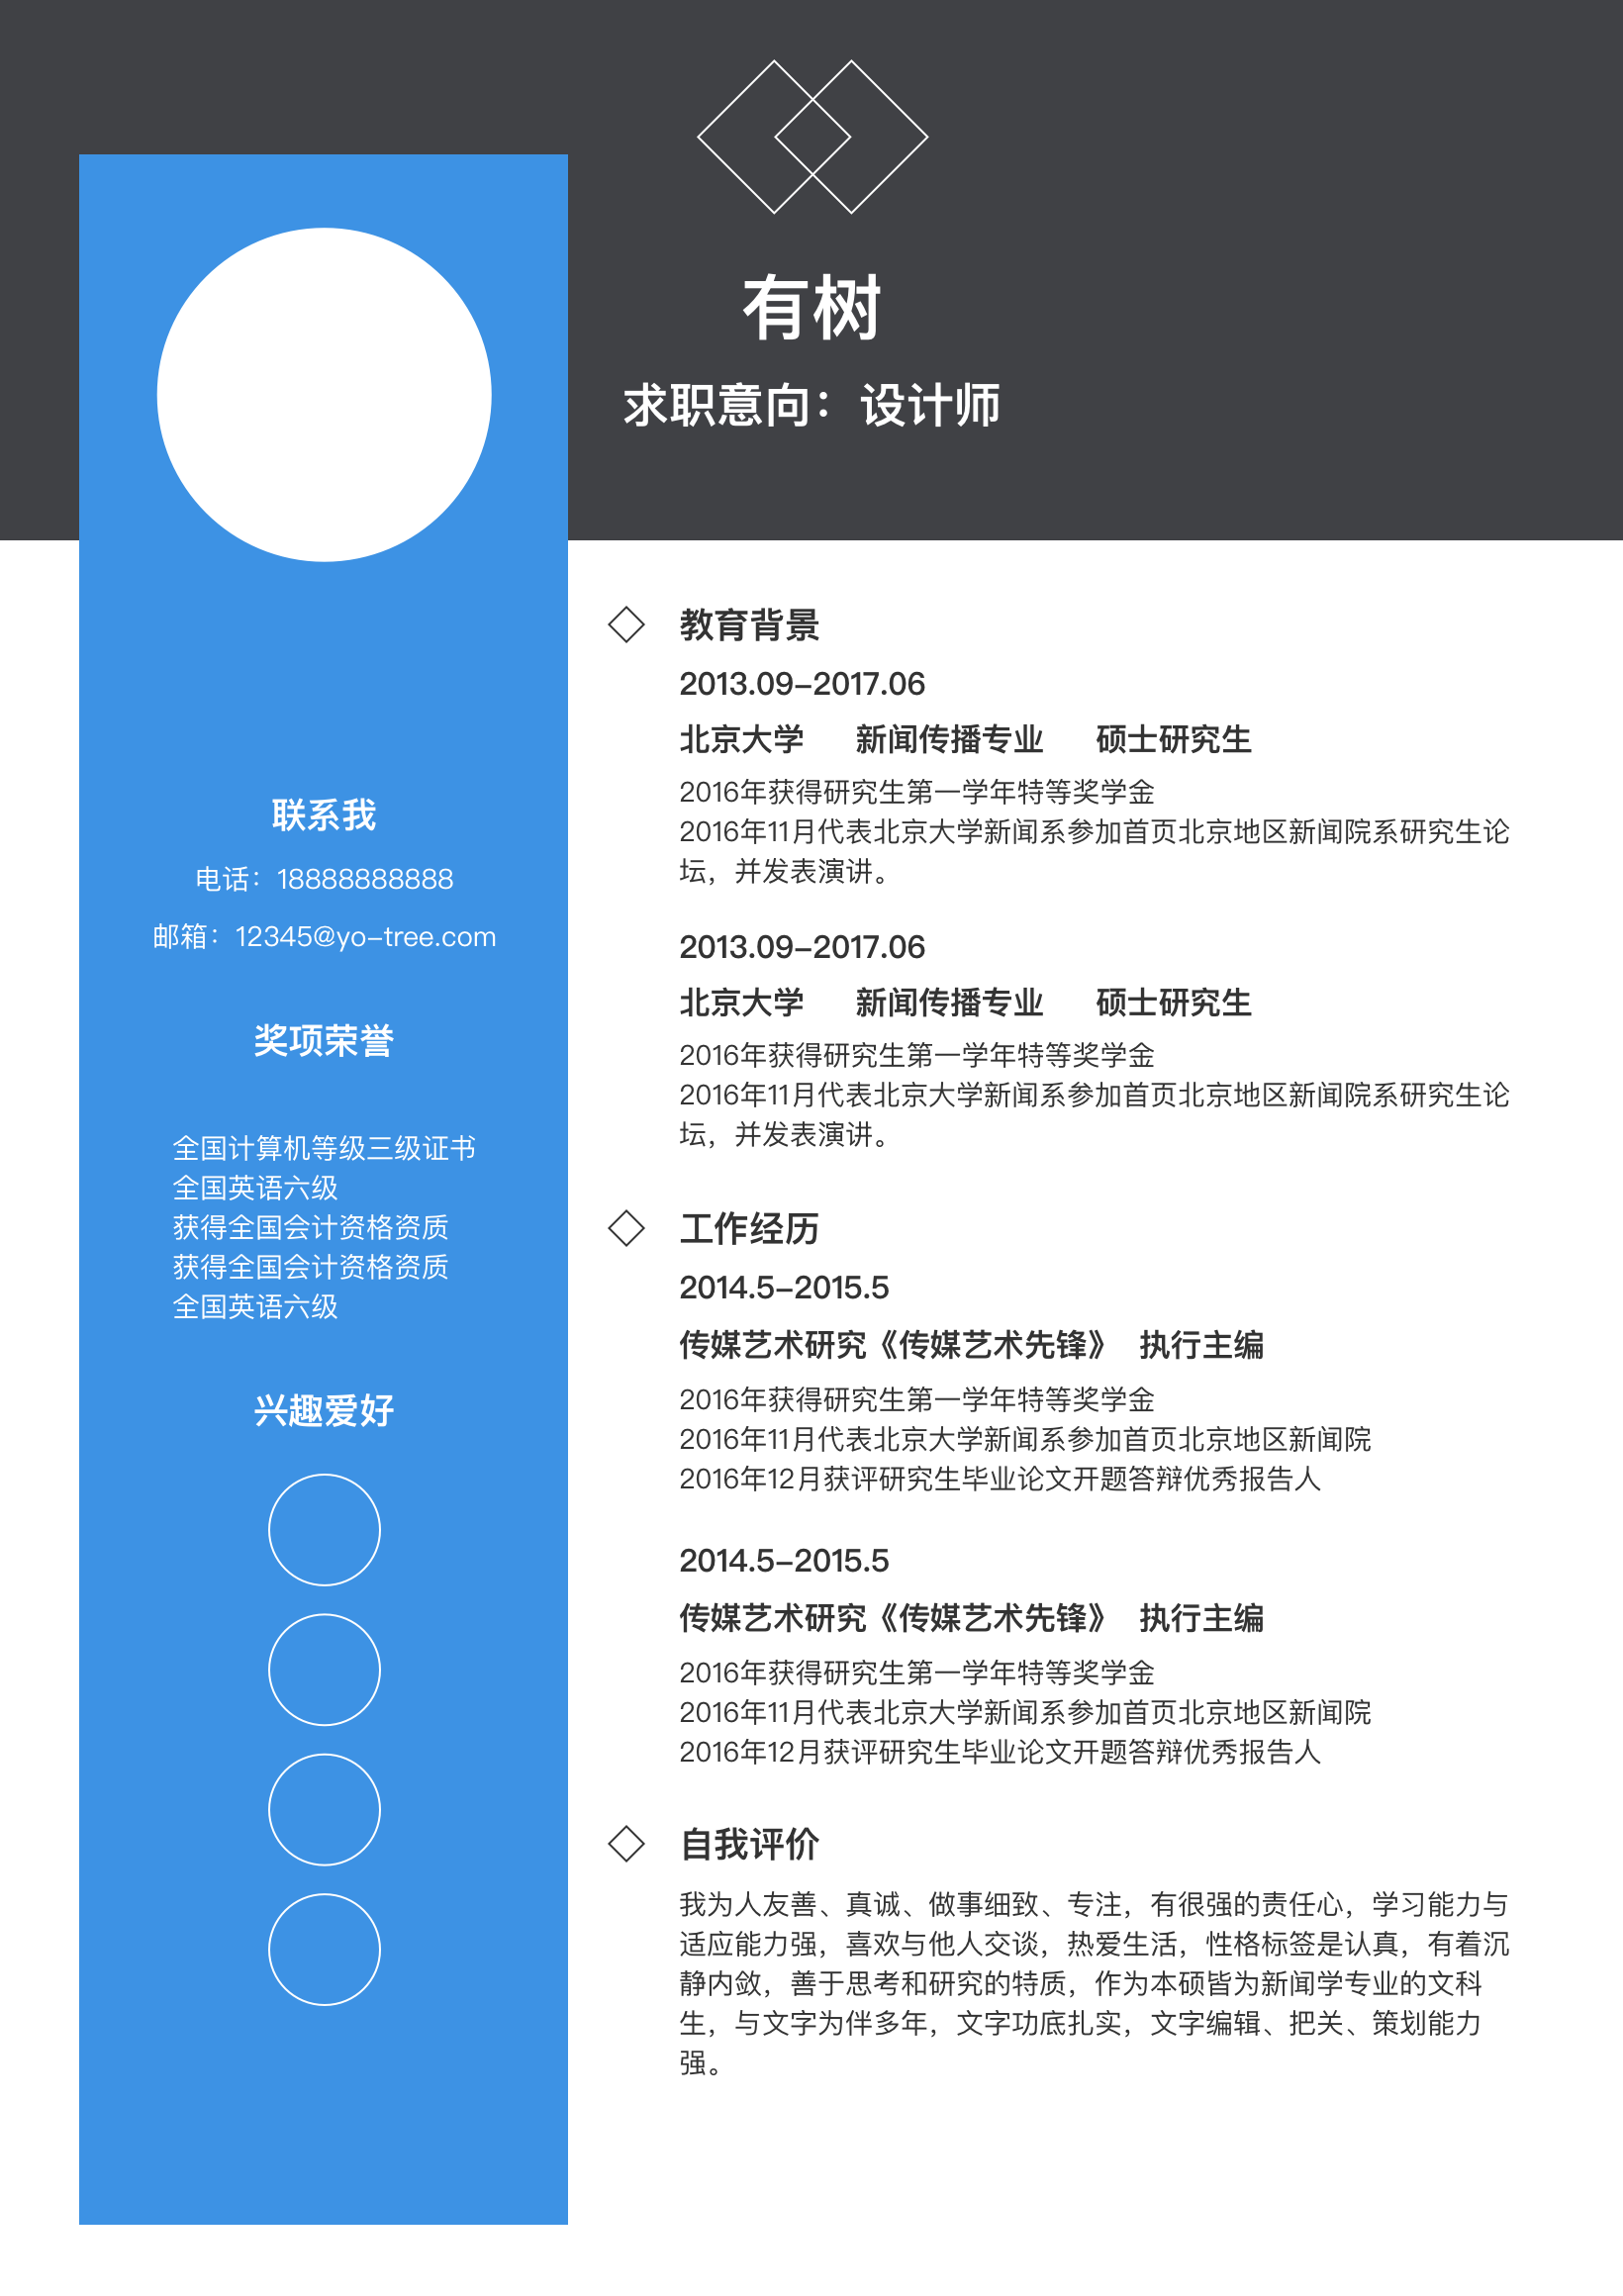 有树
求职意向：设计师
联系我
电话：18888888888
邮箱：12345@yo-tree.com
奖项荣誉
全国计算机等级三级证书
全国英语六级
获得全国会计资格资质
获得全国会计资格资质
全国英语六级
兴趣爱好
教育背景
2013.09-2017.06
北京大学 新闻传播专业 硕士研究生
2016年获得研究生第一学年特等奖学金
2016年11月代表北京大学新闻系参加首页北京地区新闻院系研究生论
坛，并发表演讲。
2013.09-2017.06
北京大学 新闻传播专业 硕士研究生
2016年获得研究生第一学年特等奖学金
2016年11月代表北京大学新闻系参加首页北京地区新闻院系研究生论
坛，并发表演讲。
工作经历
2014.5-2015.5
传媒艺术研究《传媒艺术先锋》 执行主编
2016年获得研究生第一学年特等奖学金
2016年11月代表北京大学新闻系参加首页北京地区新闻院
2016年12月获评研究生毕业论文开题答辩优秀报告人
2014.5-2015.5
传媒艺术研究《传媒艺术先锋》 执行主编
2016年获得研究生第一学年特等奖学金
2016年11月代表北京大学新闻系参加首页北京地区新闻院
2016年12月获评研究生毕业论文开题答辩优秀报告人
自我评价
我为人友善、真诚、做事细致、专注，有很强的责任心，学习能力与
适应能力强，喜欢与他人交谈，热爱生活，性格标签是认真，有着沉
静内敛，善于思考和研究的特质，作为本硕皆为新闻学专业的文科
生，与文字为伴多年，文字功底扎实，文字编辑、把关、策划能力
强。